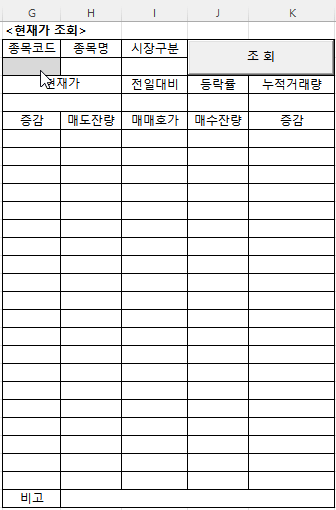 G H I J K
<현재가 조회>
종목코드 종목명 시장구분 조 회
현재가 전일대비 등락률 누적거래량
증감 매도잔량 매매호가 매수잔량 증감
비고